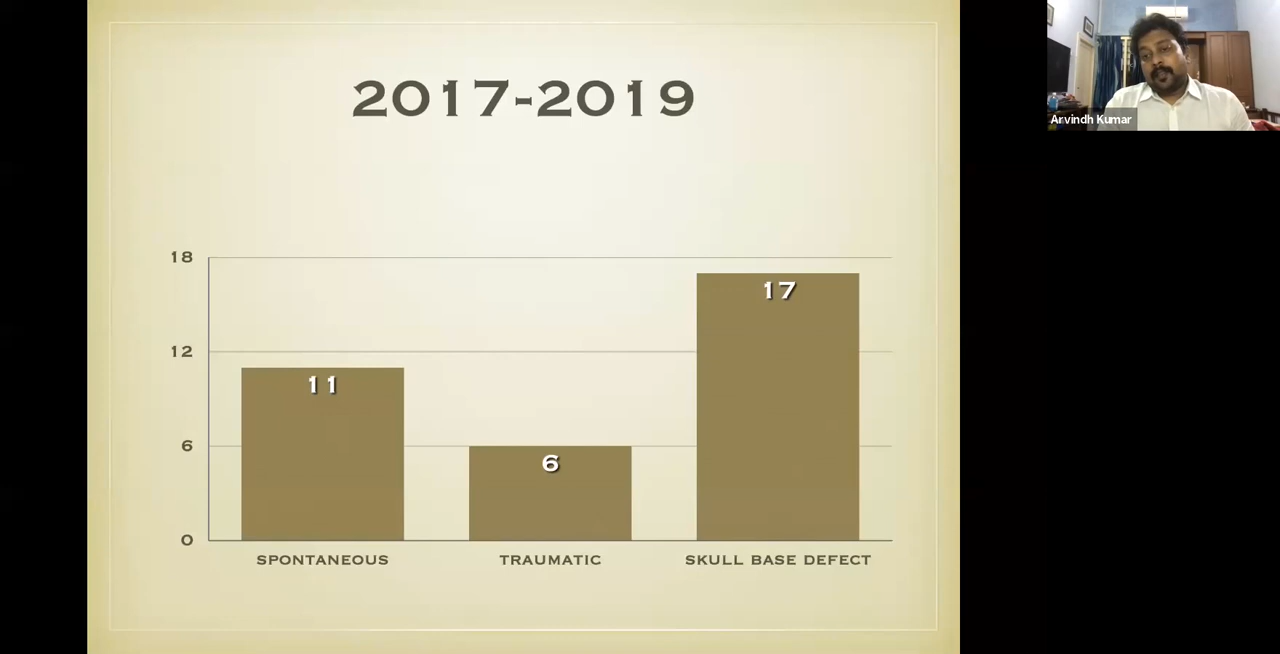 2017-2019
18
12
6
0
11
6
17
SPONTANEOUS
TRAUMATIC
SKULL BASE DEFECT
Arvindh Kumar